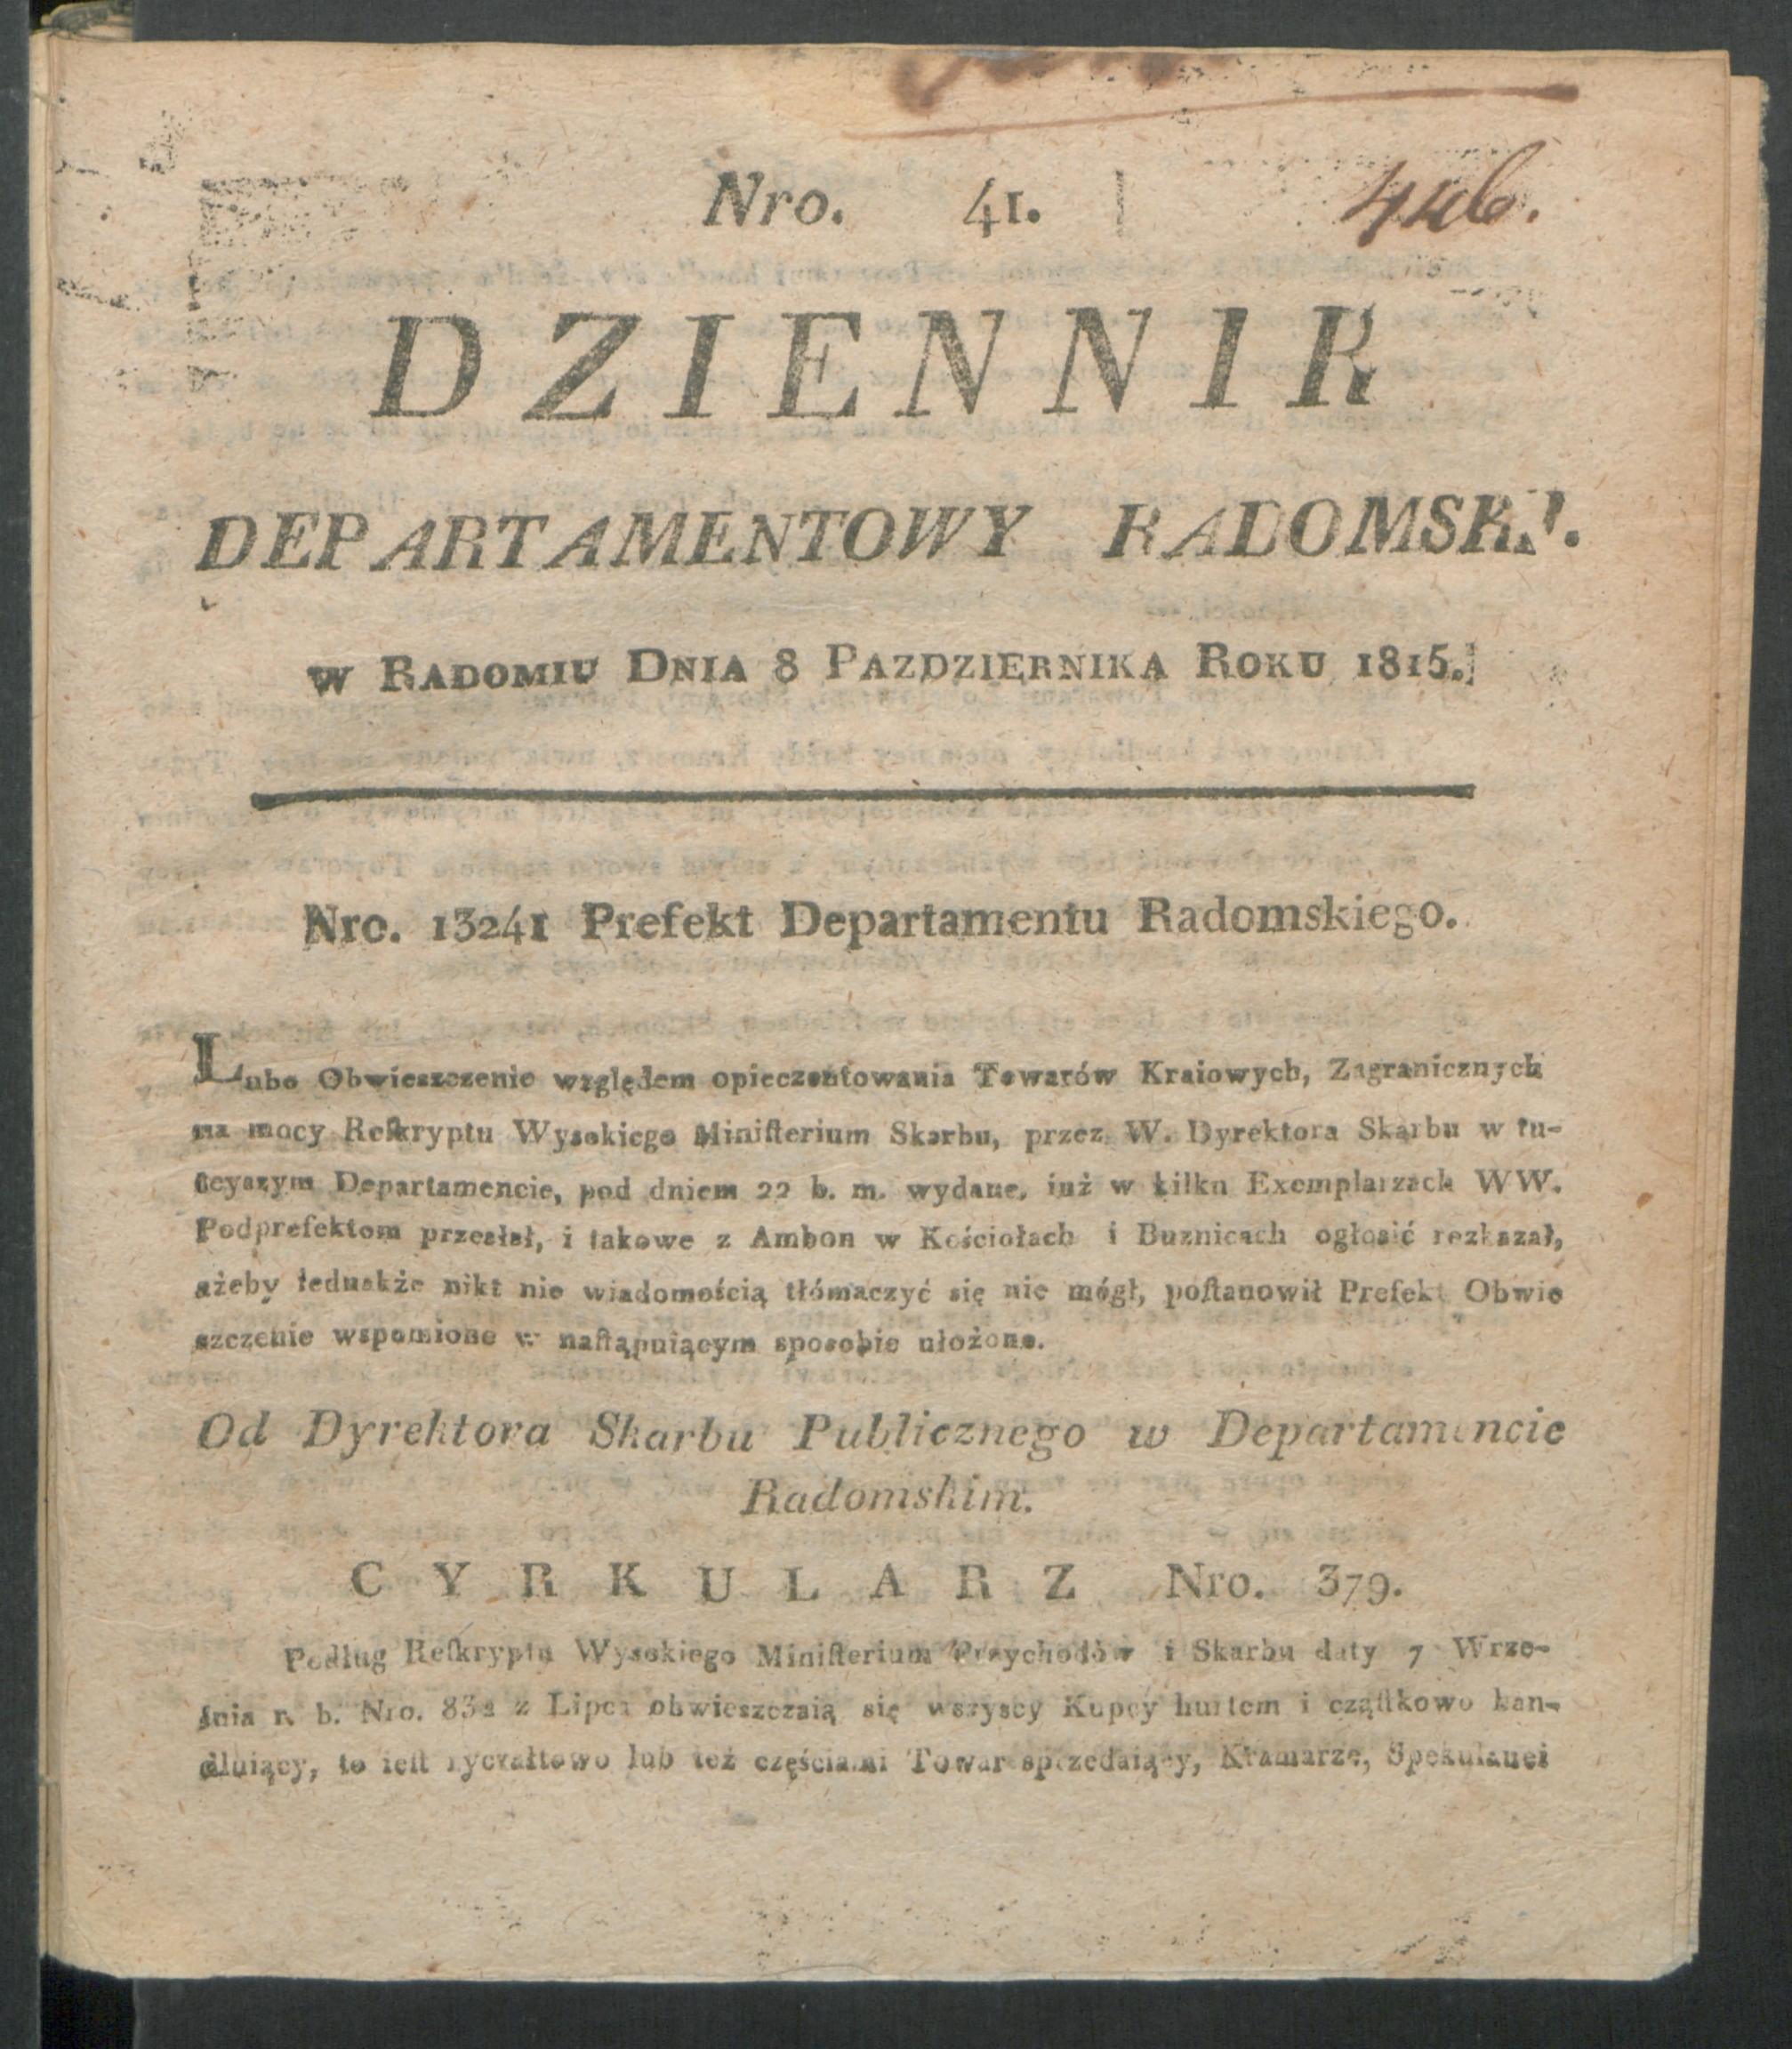 Nro. 41.
446.
DZIENNIK
DEPARTAMENTOWY RADOMSKI.
w Radomiu Dnia 8 Pazdziernika Roku 1815.
Nro. 13241 Prefekt Departamentu Radomskiego.
Lubo Obwieszczenie względem opieczentowania Towarów Kraiowych, Zagranicznych
na mocy Reſkryptu Wysokiego Miniſterium Skarbu, przez W. Dyrektora Skarbu w tu-
teyszym Departamencie, pod dniem 22 b. m. wydane, iuż w kilku Exemplarzach WW.
Podprefektom przesłał, i takowe z Ambon w Kościołach i Buznicach ogłosić rozkazał,
ażeby iednakże nikt nie wiadomością tłómaczyć się nie mógł, poſtanowił Prefekt Obwie
szczenie wspomione w naſtąpuiącym sposobie ułożone.
Od Dyrektora Skarbu Publicznego w Departamencie
Radomskim.
CYRKULARZ Nro. 379.
Podług Reſkryptu Wysokiego Miniſterium Przychodów i Skarbu daty 7 Wrze-
śnia r. b. Nro. 832 z Lipca obwieszczaią się wszyscy Kupcy hurtem i cząſtkowo han-
dluiący, to ieſt ryczałtowo lub też częściami Towar sprzedaiący, Kramarze, Spekulanci